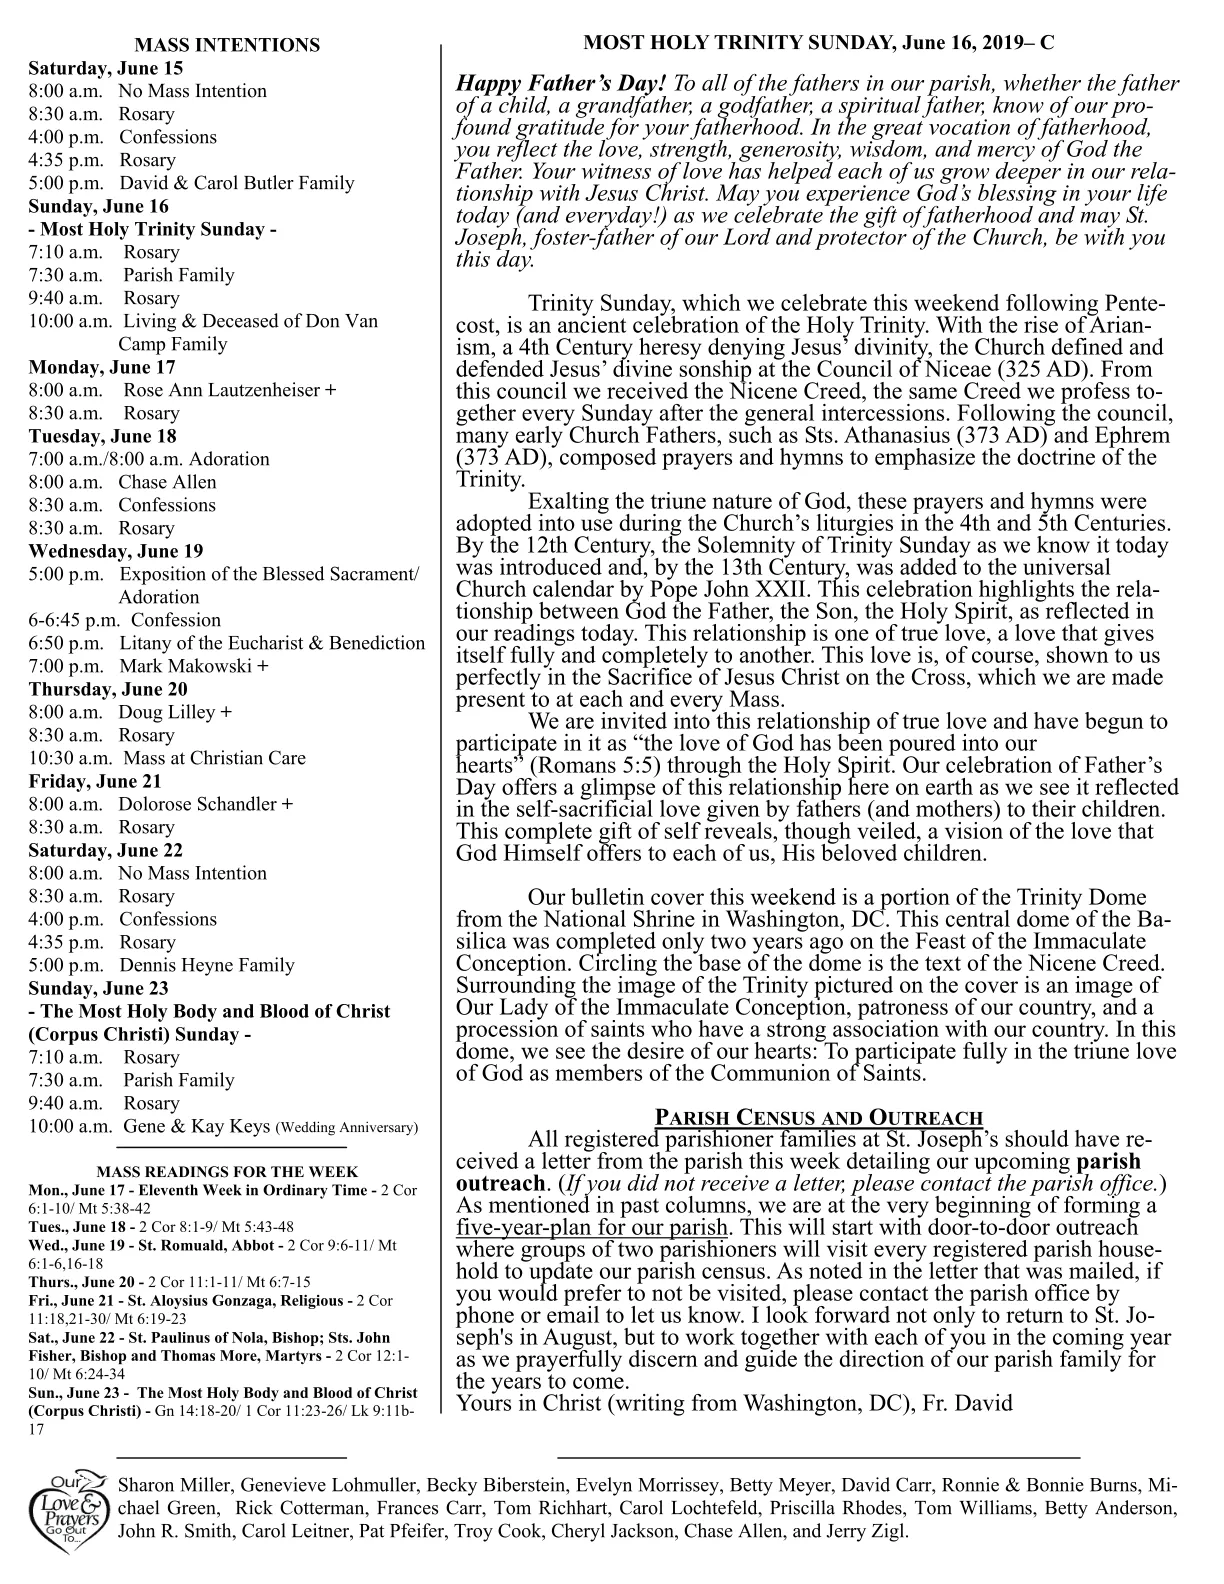 MASS INTENTIONS
Saturday, June 15
8:00 a.m. No Mass Intention
8:30 a.m. Rosary
4:00 p.m. Confessions
4:35 p.m. Rosary
5:00 p.m. David & Carol Butler Family
Sunday, June 16
- Most Holy Trinity Sunday -
7:10 a.m. Rosary
7:30 a.m. Parish Family
9:40 a.m. Rosary
10:00 a.m. Living & Deceased of Don Van
Camp Family
Monday, June 17
8:00 a.m. Rose Ann Lautzenheiser +
8:30 a.m. Rosary
Tuesday, June 18
7:00 a.m./8:00 a.m. Adoration
8:00 a.m. Chase Allen
8:30 a.m. Confessions
8:30 a.m. Rosary
Wednesday, June 19
5:00 p.m. Exposition of the Blessed Sacrament/
Adoration
6-6:45 p.m. Confession
6:50 p.m. Litany of the Eucharist & Benediction
7:00 p.m. Mark Makowski +
Thursday, June 20
8:00 a.m. Doug Lilley +
8:30 a.m. Rosary
10:30 a.m. Mass at Christian Care
Friday, June 21
8:00 a.m. Dolorose Schandler +
8:30 a.m. Rosary
Saturday, June 22
8:00 a.m. No Mass Intention
8:30 a.m. Rosary
4:00 p.m. Confessions
4:35 p.m. Rosary
5:00 p.m. Dennis Heyne Family
Sunday, June 23
- The Most Holy Body and Blood of Christ
(Corpus Christi) Sunday -
7:10 a.m. Rosary
7:30 a.m. Parish Family
9:40 a.m. Rosary
10:00 a.m. Gene & Kay Keys (Wedding Anniversary)
MASS READINGS FOR THE WEEK
Mon., June 17 - Eleventh Week in Ordinary Time - 2 Cor
6:1-10/ Mt 5:38-42
Tues., June 18 - 2 Cor 8:1-9/ Mt 5:43-48
Wed., June 19 - St. Romuald, Abbot - 2 Cor 9:6-11/ Mt
6:1-6,16-18
Thurs., June 20 - 2 Cor 11:1-11/ Mt 6:7-15
Fri., June 21 - St. Aloysius Gonzaga, Religious - 2 Cor
11:18,21-30/ Mt 6:19-23
Sat., June 22 - St. Paulinus of Nola, Bishop; Sts. John
Fisher, Bishop and Thomas More, Martyrs - 2 Cor 12:1-
10/ Mt 6:24-34
Sun., June 23 - The Most Holy Body and Blood of Christ
(Corpus Christi) - Gn 14:18-20/ 1 Cor 11:23-26/ Lk 9:11b-
17
MOST HOLY TRINITY SUNDAY, June 16, 2019– C
Happy Father’s Day! To all of the fathers in our parish, whether the father
of a child, a grandfather, a godfather, a spiritual father, know of our pro-
found gratitude for your fatherhood. In the great vocation of fatherhood,
you reflect the love, strength, generosity, wisdom, and mercy of God the
Father. Your witness of love has helped each of us grow deeper in our rela-
tionship with Jesus Christ. May you experience God’s blessing in your life
today (and everyday!) as we celebrate the gift of fatherhood and may St.
Joseph, foster-father of our Lord and protector of the Church, be with you
this day.
Trinity Sunday, which we celebrate this weekend following Pente-
cost, is an ancient celebration of the Holy Trinity. With the rise of Arian-
ism, a 4th Century heresy denying Jesus’ divinity, the Church defined and
defended Jesus’ divine sonship at the Council of Niceae (325 AD). From
this council we received the Nicene Creed, the same Creed we profess to-
gether every Sunday after the general intercessions. Following the council,
many early Church Fathers, such as Sts. Athanasius (373 AD) and Ephrem
(373 AD), composed prayers and hymns to emphasize the doctrine of the
Trinity.
Exalting the triune nature of God, these prayers and hymns were
adopted into use during the Church’s liturgies in the 4th and 5th Centuries.
By the 12th Century, the Solemnity of Trinity Sunday as we know it today
was introduced and, by the 13th Century, was added to the universal
Church calendar by Pope John XXII. This celebration highlights the rela-
tionship between God the Father, the Son, the Holy Spirit, as reflected in
our readings today. This relationship is one of true love, a love that gives
itself fully and completely to another. This love is, of course, shown to us
perfectly in the Sacrifice of Jesus Christ on the Cross, which we are made
present to at each and every Mass.
We are invited into this relationship of true love and have begun to
participate in it as “the love of God has been poured into our
hearts” (Romans 5:5) through the Holy Spirit. Our celebration of Father’s
Day offers a glimpse of this relationship here on earth as we see it reflected
in the self-sacrificial love given by fathers (and mothers) to their children.
This complete gift of self reveals, though veiled, a vision of the love that
God Himself offers to each of us, His beloved children.
Our bulletin cover this weekend is a portion of the Trinity Dome
from the National Shrine in Washington, DC. This central dome of the Ba-
silica was completed only two years ago on the Feast of the Immaculate
Conception. Circling the base of the dome is the text of the Nicene Creed.
Surrounding the image of the Trinity pictured on the cover is an image of
Our Lady of the Immaculate Conception, patroness of our country, and a
procession of saints who have a strong association with our country. In this
dome, we see the desire of our hearts: To participate fully in the triune love
of God as members of the Communion of Saints.
PARISH CENSUS AND OUTREACH
All registered parishioner families at St. Joseph’s should have re-
ceived a letter from the parish this week detailing our upcoming parish
outreach. (If you did not receive a letter, please contact the parish office.)
As mentioned in past columns, we are at the very beginning of forming a
five-year-plan for our parish. This will start with door-to-door outreach
where groups of two parishioners will visit every registered parish house-
hold to update our parish census. As noted in the letter that was mailed, if
you would prefer to not be visited, please contact the parish office by
phone or email to let us know. I look forward not only to return to St. Jo-
seph's in August, but to work together with each of you in the coming year
as we prayerfully discern and guide the direction of our parish family for
the years to come.
Yours in Christ (writing from Washington, DC), Fr. David
Our
Love &
Prayers
Go Out
To...
Sharon Miller, Genevieve Lohmuller, Becky Biberstein, Evelyn Morrissey, Betty Meyer, David Carr, Ronnie & Bonnie Burns, Mi-
chael Green, Rick Cotterman, Frances Carr, Tom Richhart, Carol Lochtefeld, Priscilla Rhodes, Tom Williams, Betty Anderson,
John R. Smith, Carol Leitner, Pat Pfeifer, Troy Cook, Cheryl Jackson, Chase Allen, and Jerry Zigl.